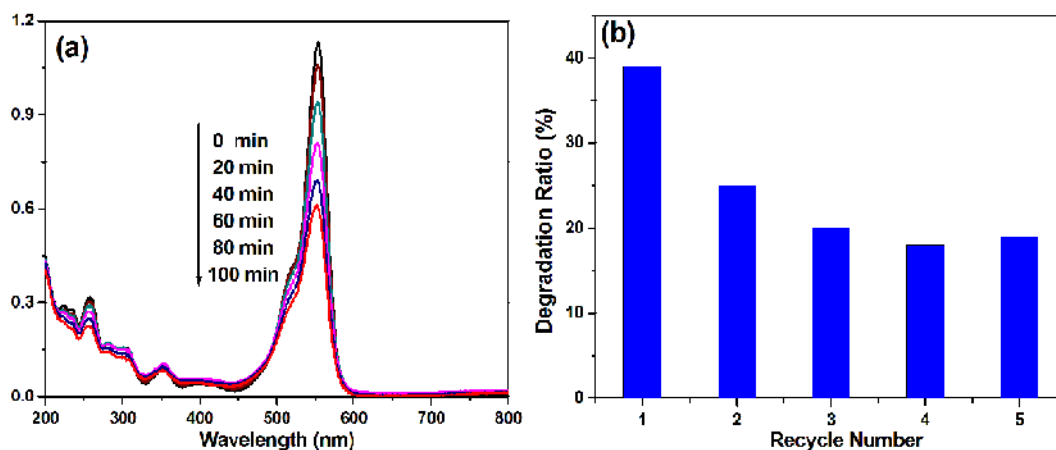 (a)
1.2
0.9
0.6
0.3
0.0
0 min
20 min
40 min
60 min
80 min
100 min
200 300 400 500 600 700 800
Wavelength (nm)
(b)
Degradation Ratio (%)
40
30
20
10
0
1 2 3 4 5
Recycle Number